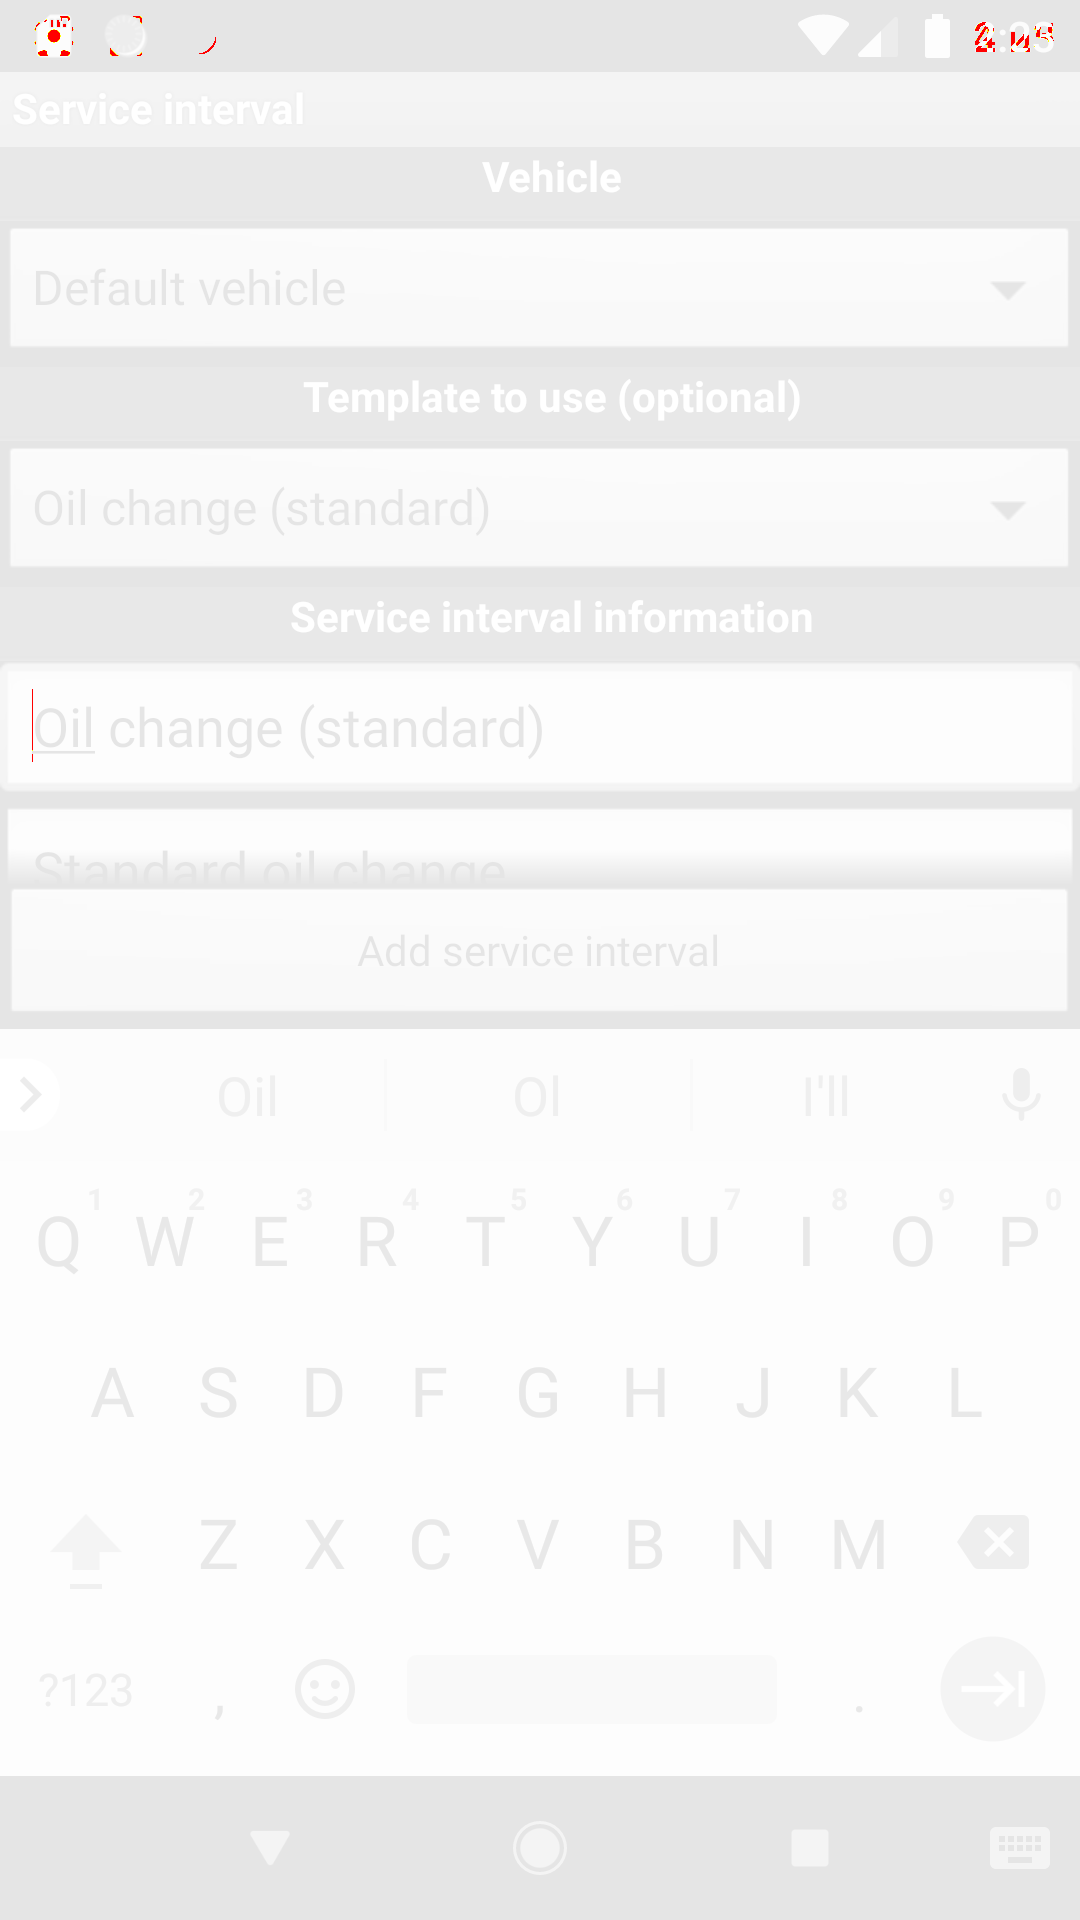 Service interval
Vehicle
Default vehicle
Template to use (optional)
Oil change (standard)
Service interval information
Oil change (standard)
Standard oil change
Add service interval
Oil Ol I'll
1 2 3 4 5 6 7 8 9 0
Q W E R T Y U I O P
A S D F G H J K L
Z X C V B N M
?123 , .